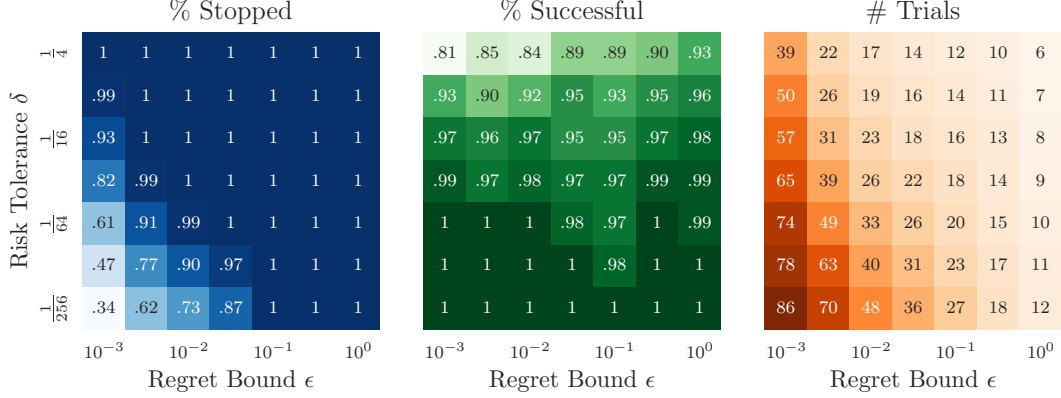 % Stopped
% Successful
# Trials
Risk Tolerance δ
1/4
1/16
1/64
1/256
1 1 1 1 1 1 1
.99 1 1 1 1 1 1
.93 1 1 1 1 1 1
.82 .99 1 1 1 1 1
.61 .91 .99 1 1 1 1
.47 .77 .90 .97 1 1 1
.34 .62 .73 .87 1 1 1
10⁻³ 10⁻² 10⁻¹ 10⁰
Regret Bound ϵ
.81 .85 .84 .89 .89 .90 .93
.93 .90 .92 .95 .93 .95 .96
.97 .96 .97 .95 .95 .97 .98
.99 .97 .98 .97 .97 .99 .99
1 1 1 .98 .97 1 .99
1 1 1 1 .98 1 1
1 1 1 1 1 1 1
10⁻³ 10⁻² 10⁻¹ 10⁰
Regret Bound ϵ
39 22 17 14 12 10 6
50 26 19 16 14 11 7
57 31 23 18 16 13 8
65 39 26 22 18 14 9
74 49 33 26 20 15 10
78 63 40 31 23 17 11
86 70 48 36 27 18 12
10⁻³ 10⁻² 10⁻¹ 10⁰
Regret Bound ϵ